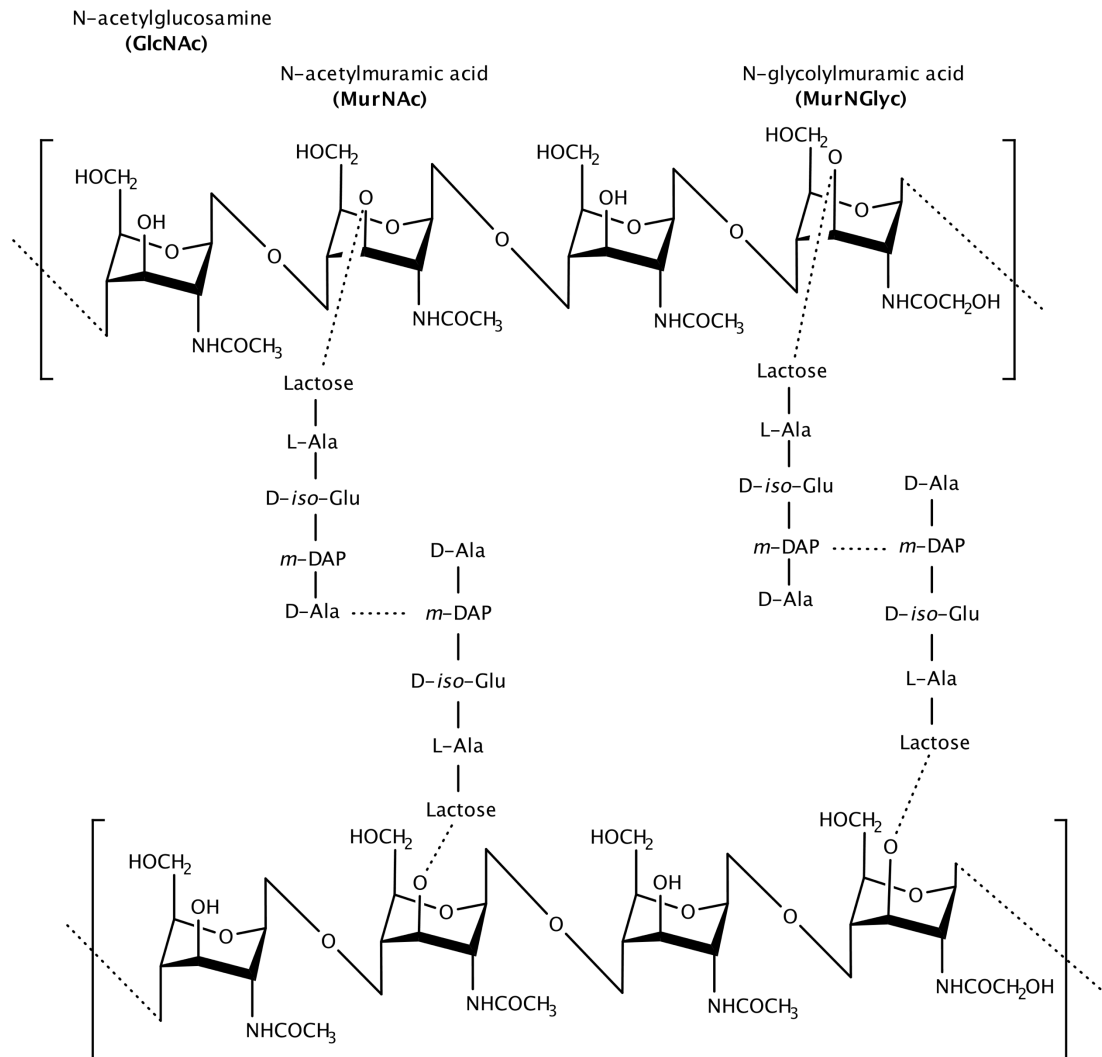 N-acetylglucosamine
(GlcNAc)
N-acetylmuramic acid
(MurNAc)
N-glycolylmuramic acid
(MurNGlyc)
HOCH2
OH
O
NHCOCH3
O
HOCH2
O
O
NHCOCH3
O
HOCH2
OH
O
NHCOCH3
O
HOCH2
O
O
NHCOCH2OH
Lactose
L-Ala
D-iso-Glu
m-DAP
D-Ala
D-Ala
m-DAP
D-iso-Glu
L-Ala
Lactose
Lactose
L-Ala
D-iso-Glu
m-DAP
D-Ala
D-Ala
m-DAP
D-iso-Glu
L-Ala
Lactose
HOCH2
OH
O
NHCOCH3
O
HOCH2
O
O
NHCOCH3
O
HOCH2
OH
O
NHCOCH3
O
HOCH2
O
O
NHCOCH2OH